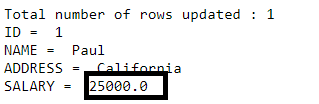 Total number of rows updated : 1
ID =  1
NAME =  Paul
ADDRESS =  California
SALARY =  25000.0